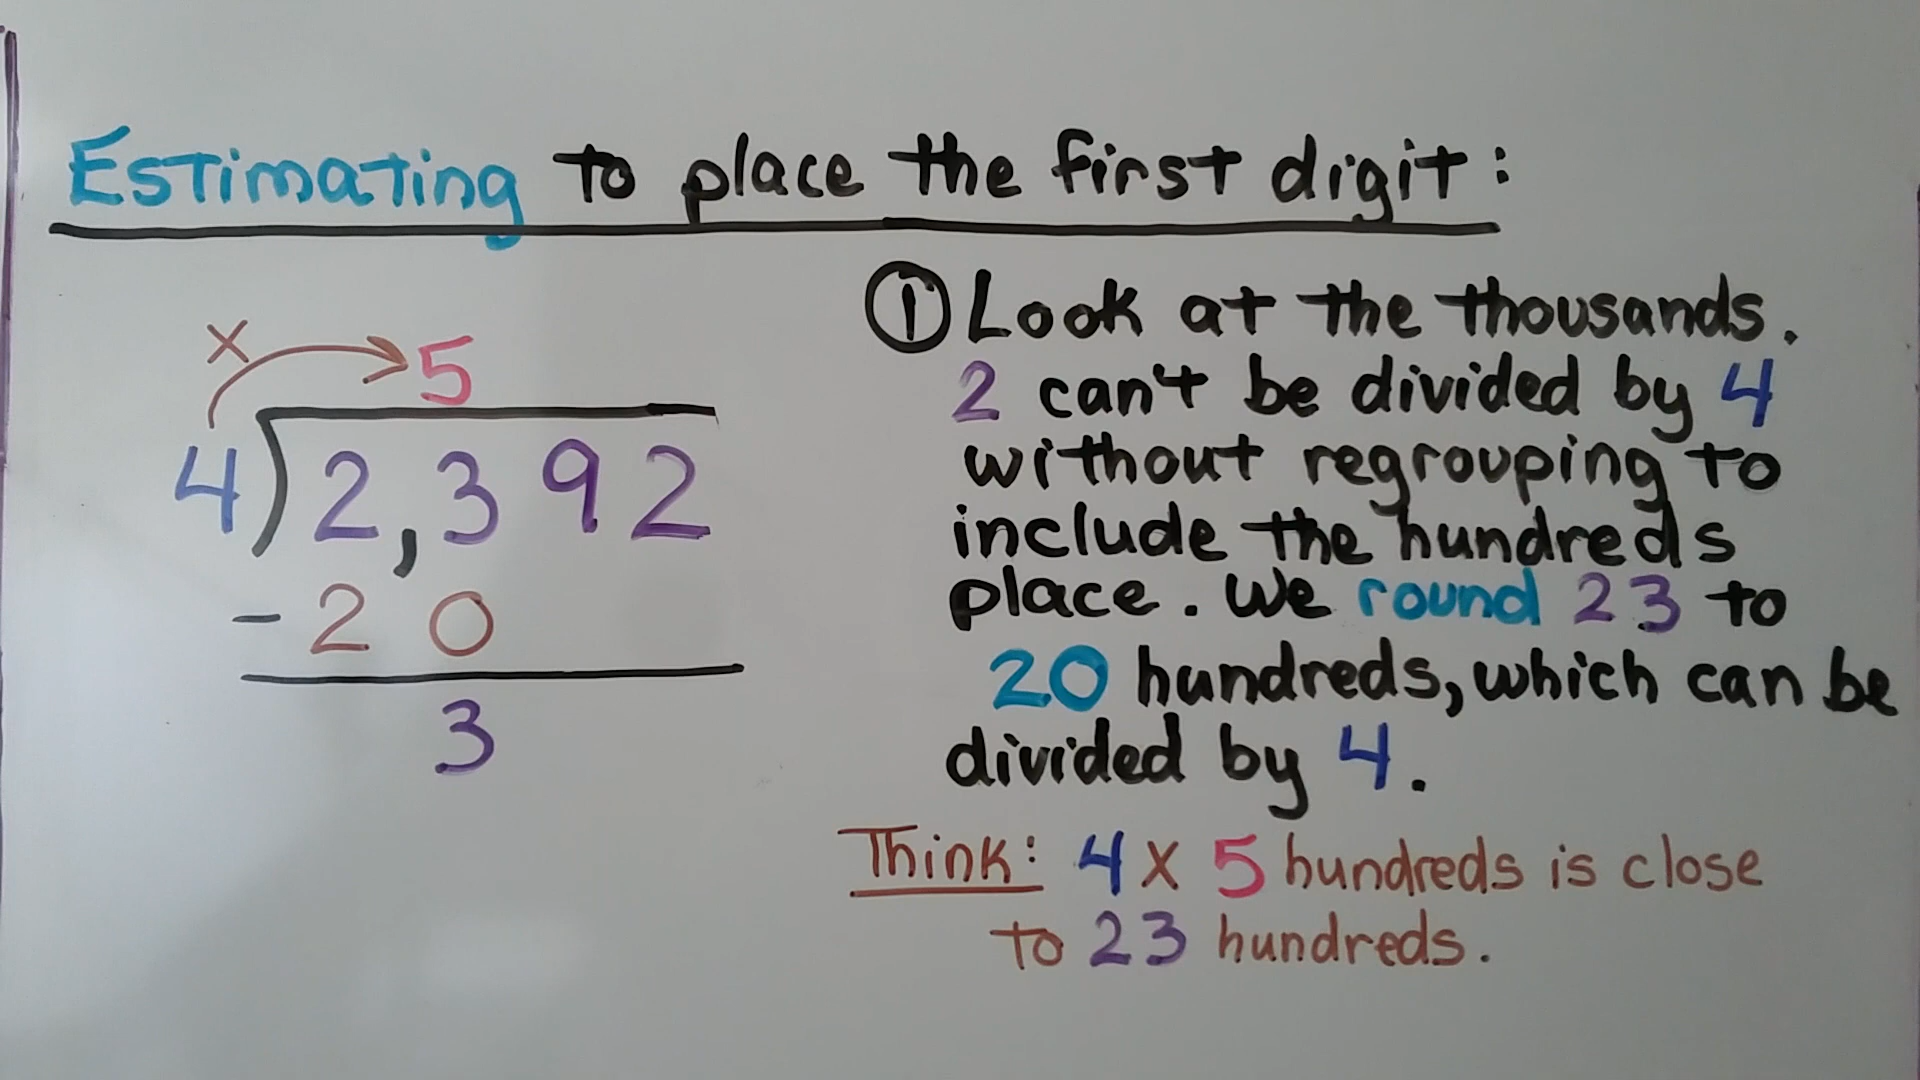 Estimating to place the first digit:
x
5
4)2,392
-20
3
① Look at the thousands.
2 can't be divided by 4
without regrouping to
include the hundreds
place. We round 23 to
20 hundreds, which can be
divided by 4.
Think: 4 x 5 hundreds is close
to 23 hundreds.